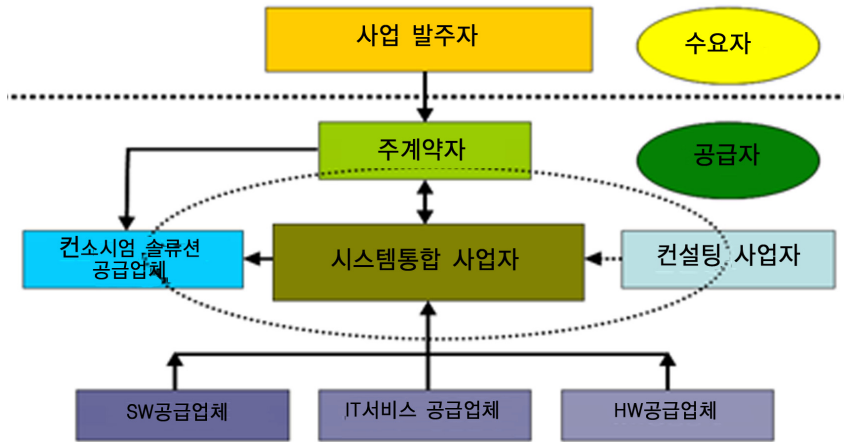 사업 발주자
수요자
주계약자
공급자
컨소시엄 솔류션
공급업체
시스템통합 사업자
컨설팅 사업자
SW공급업체
IT서비스 공급업체
HW공급업체